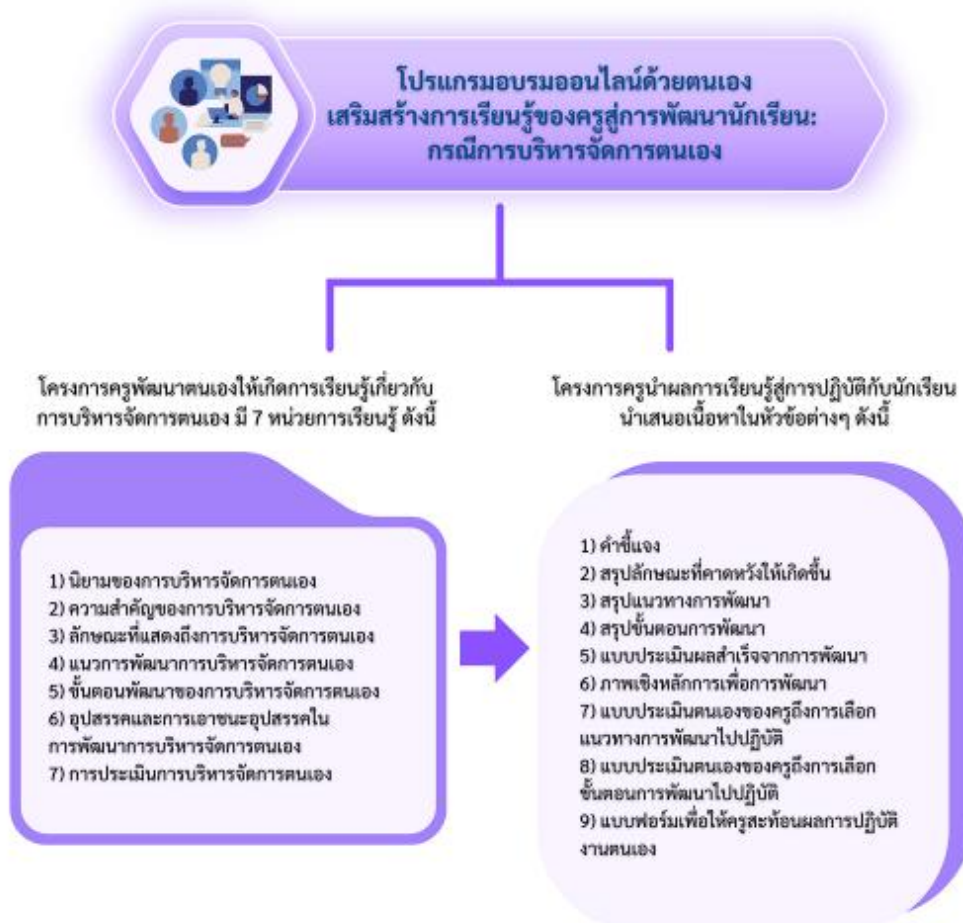 โปรแกรมอบรมออนไลน์ด้วยตนเอง
เสริมสร้างการเรียนรู้ของครูสู่การพัฒนานักเรียน:
กรณีการบริหารจัดการตนเอง
โครงการครูพัฒนาตนเองให้เกิดการเรียนรู้เกี่ยวกับ
การบริหารจัดการตนเอง มี 7 หน่วยการเรียนรู้ ดังนี้
1) นิยามของการบริหารจัดการตนเอง
2) ความสำคัญของการบริหารจัดการตนเอง
3) ลักษณะที่แสดงถึงการบริหารจัดการตนเอง
4) แนวการพัฒนาการบริหารจัดการตนเอง
5) ขั้นตอนพัฒนาของการบริหารจัดการตนเอง
6) อุปสรรคและการเอาชนะอุปสรรคใน
การพัฒนาการบริหารจัดการตนเอง
7) การประเมินการบริหารจัดการตนเอง
โครงการครูนำผลการเรียนรู้สู่การปฏิบัติกับนักเรียน
นำเสนอเนื้อหาในหัวข้อต่างๆ ดังนี้
1) คำชี้แจง
2) สรุปลักษณะที่คาดหวังให้เกิดขึ้น
3) สรุปแนวทางการพัฒนา
4) สรุปขั้นตอนการพัฒนา
5) แบบประเมินผลสำเร็จจากการพัฒนา
6) ภาพเชิงหลักการเพื่อการพัฒนา
7) แบบประเมินตนเองของครูถึงการเลือก
แนวทางการพัฒนาไปปฏิบัติ
8) แบบประเมินตนเองของครูถึงการเลือก
ขั้นตอนการพัฒนาไปปฏิบัติ
9) แบบฟอร์มเพื่อให้ครูสะท้อนผลการปฏิบัติ
งานตนเอง